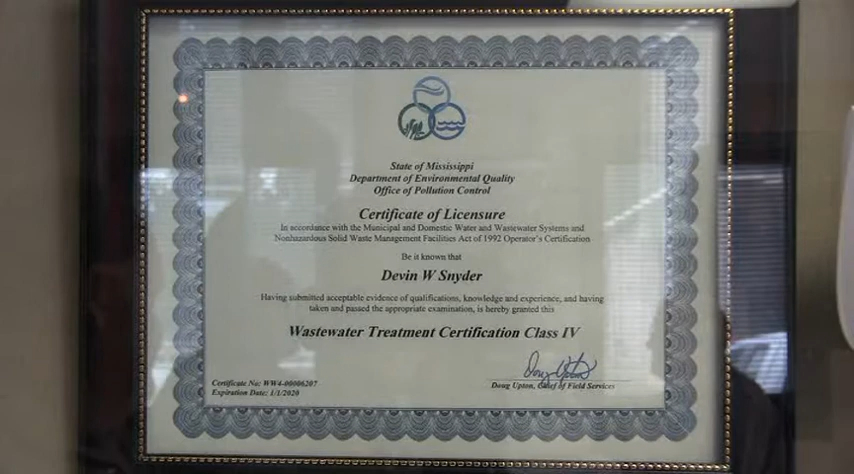 State of Mississippi
Department of Environmental Quality
Office of Pollution Control
Certificate of Licensure
In accordance with the Municipal and Domestic Water and Wastewater Systems and
Nonhazardous Solid Waste Management Facilities Act of 1992 Operator's Certification
Be it known that
Devin W Snyder
Having submitted acceptable evidence of qualifications, knowledge and experience, and having
taken and passed the appropriate examination, is hereby granted this
Wastewater Treatment Certification Class IV
Doug Upton
Certificate No: WW4-00006207
Expiration Date: 1/1/2020
Doug Upton, Chief of Field Services